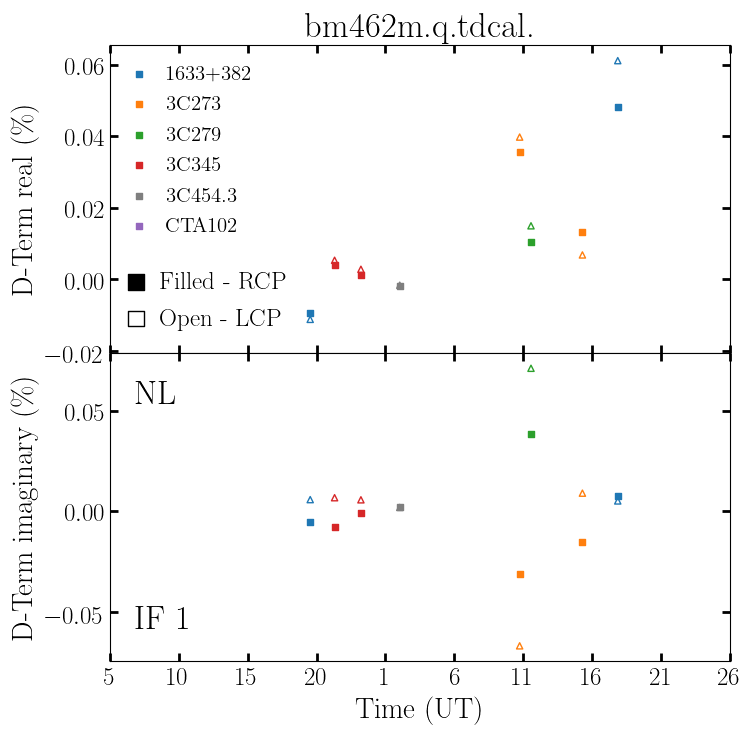 bm462m.q.tdcal.
D-Term real (%)
0.06
0.04
0.02
0.00
−0.02
1633+382
3C273
3C279
3C345
3C454.3
CTA102
Filled - RCP
Open - LCP
D-Term imaginary (%)
0.05
0.00
−0.05
NL
IF 1
5 10 15 20 1 6 11 16 21 26
Time (UT)